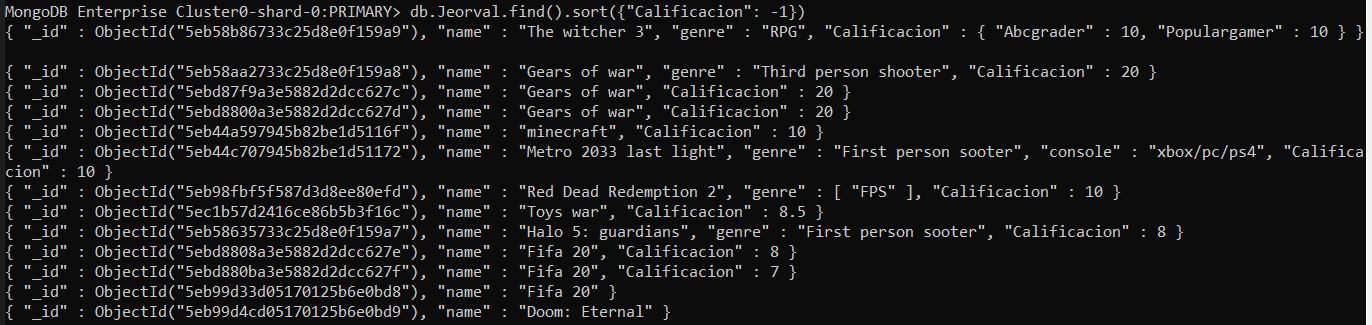 MongoDB Enterprise Cluster0-shard-0:PRIMARY> db.Jeorval.find().sort({"Calificacion": -1})
{ "_id" : ObjectId("5eb58b86733c25d8e0f159a9"), "name" : "The witcher 3", "genre" : "RPG", "Calificacion" : { "Abcgrader" : 10, "Populargamer" : 10 } }
{ "_id" : ObjectId("5eb58aa2733c25d8e0f159a8"), "name" : "Gears of war", "genre" : "Third person shooter", "Calificacion" : 20 }
{ "_id" : ObjectId("5ebd87f9a3e5882d2dcc627c"), "name" : "Gears of war", "Calificacion" : 20 }
{ "_id" : ObjectId("5ebd8800a3e5882d2dcc627d"), "name" : "Gears of war", "Calificacion" : 20 }
{ "_id" : ObjectId("5eb44a597945b82be1d5116f"), "name" : "minecraft", "Calificacion" : 10 }
{ "_id" : ObjectId("5eb44c707945b82be1d51172"), "name" : "Metro 2033 last light", "genre" : "First person sooter", "console" : "xbox/pc/ps4", "Califica
cion" : 10 }
{ "_id" : ObjectId("5eb98fbf5f587d3d8ee80efd"), "name" : "Red Dead Redemption 2", "genre" : [ "FPS" ], "Calificacion" : 10 }
{ "_id" : ObjectId("5ec1b57d2416ce86b5b3f16c"), "name" : "Toys war", "Calificacion" : 8.5 }
{ "_id" : ObjectId("5eb58635733c25d8e0f159a7"), "name" : "Halo 5: guardians", "genre" : "First person sooter", "Calificacion" : 8 }
{ "_id" : ObjectId("5ebd8808a3e5882d2dcc627e"), "name" : "Fifa 20", "Calificacion" : 8 }
{ "_id" : ObjectId("5ebd880ba3e5882d2dcc627f"), "name" : "Fifa 20", "Calificacion" : 7 }
{ "_id" : ObjectId("5eb99d33d05170125b6e0bd8"), "name" : "Fifa 20" }
{ "_id" : ObjectId("5eb99d4cd05170125b6e0bd9"), "name" : "Doom: Eternal" }